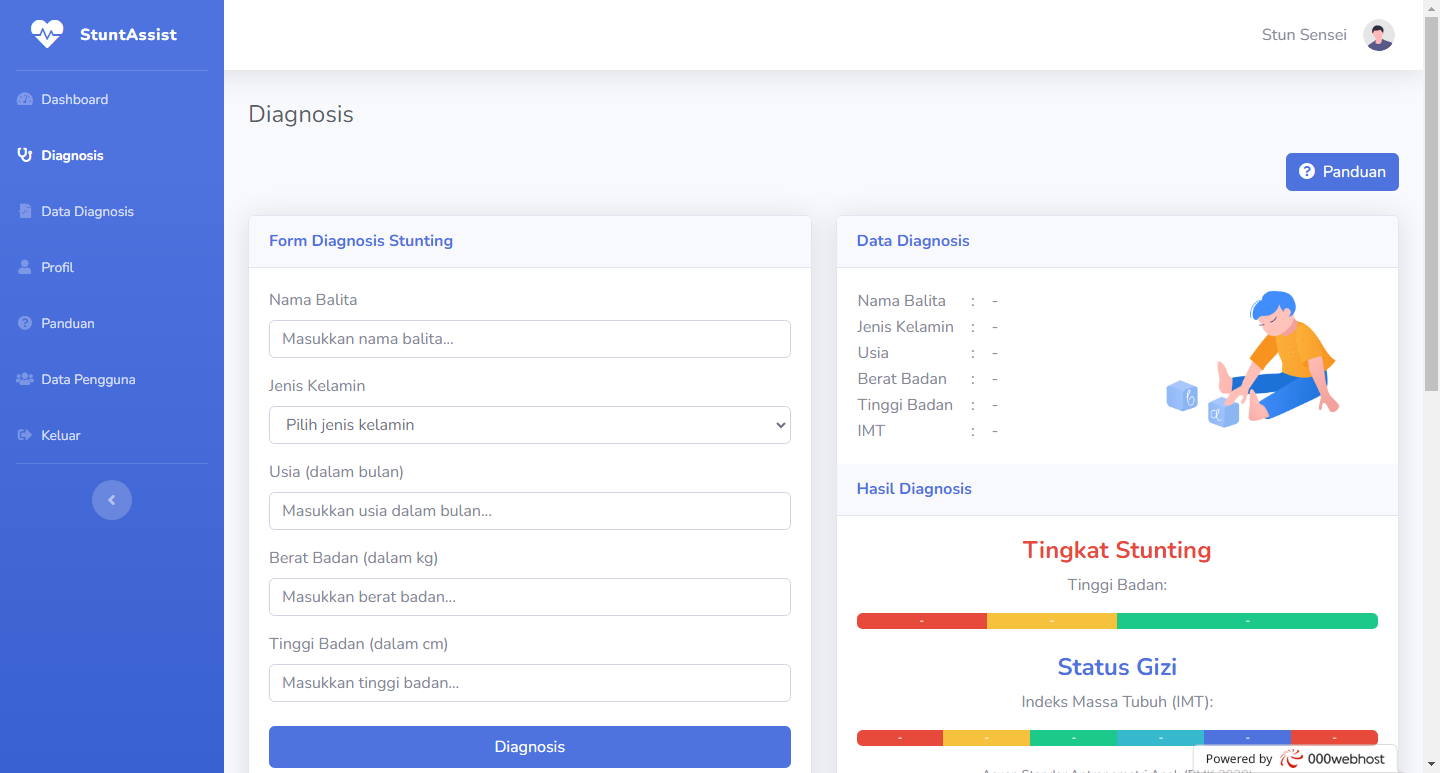 StuntAssist
Stun Sensei
Dashboard
Diagnosis
Data Diagnosis
Profil
Panduan
Data Pengguna
Keluar
Diagnosis
Panduan
Form Diagnosis Stunting
Nama Balita
Masukkan nama balita...
Jenis Kelamin
Pilih jenis kelamin
Usia (dalam bulan)
Masukkan usia dalam bulan...
Berat Badan (dalam kg)
Masukkan berat badan...
Tinggi Badan (dalam cm)
Masukkan tinggi badan...
Diagnosis
Data Diagnosis
Nama Balita : -
Jenis Kelamin : -
Usia : -
Berat Badan : -
Tinggi Badan : -
IMT : -
Hasil Diagnosis
Tingkat Stunting
Tinggi Badan:
- - -
Status Gizi
Indeks Massa Tubuh (IMT):
- - - - - -
Powered by 000webhost